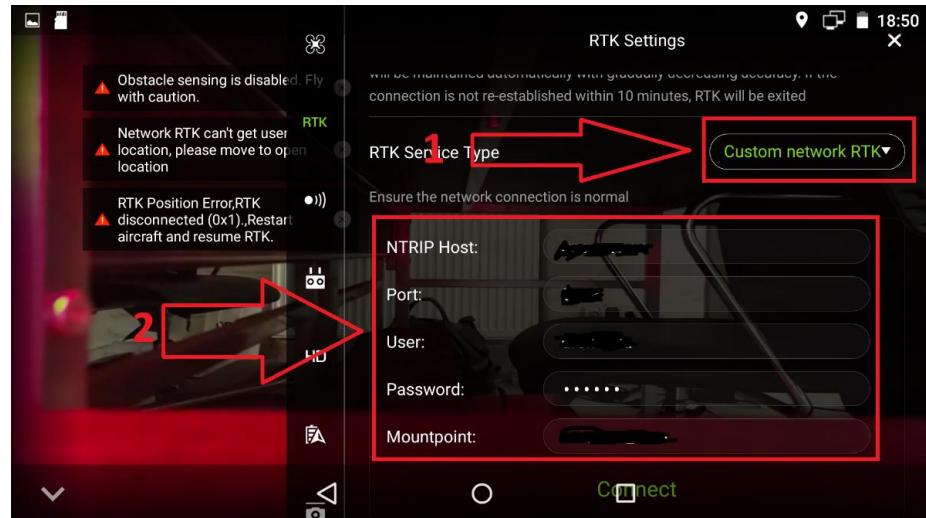 18:50
RTK Settings
Obstacle sensing is disabled. Fly
with caution.
will be maintained automatically with gradually decreasing accuracy. If the
connection is not re-established within 10 minutes, RTK will be exited
RTK
Network RTK can't get user
location, please move to open
location
1
RTK Service Type
Custom network RTK
RTK Position Error,RTK
disconnected (0x1).,Restart
aircraft and resume RTK.
Ensure the network connection is normal
NTRIP Host:
Port:
2
User:
HD
Password:
Mountpoint:
Connect